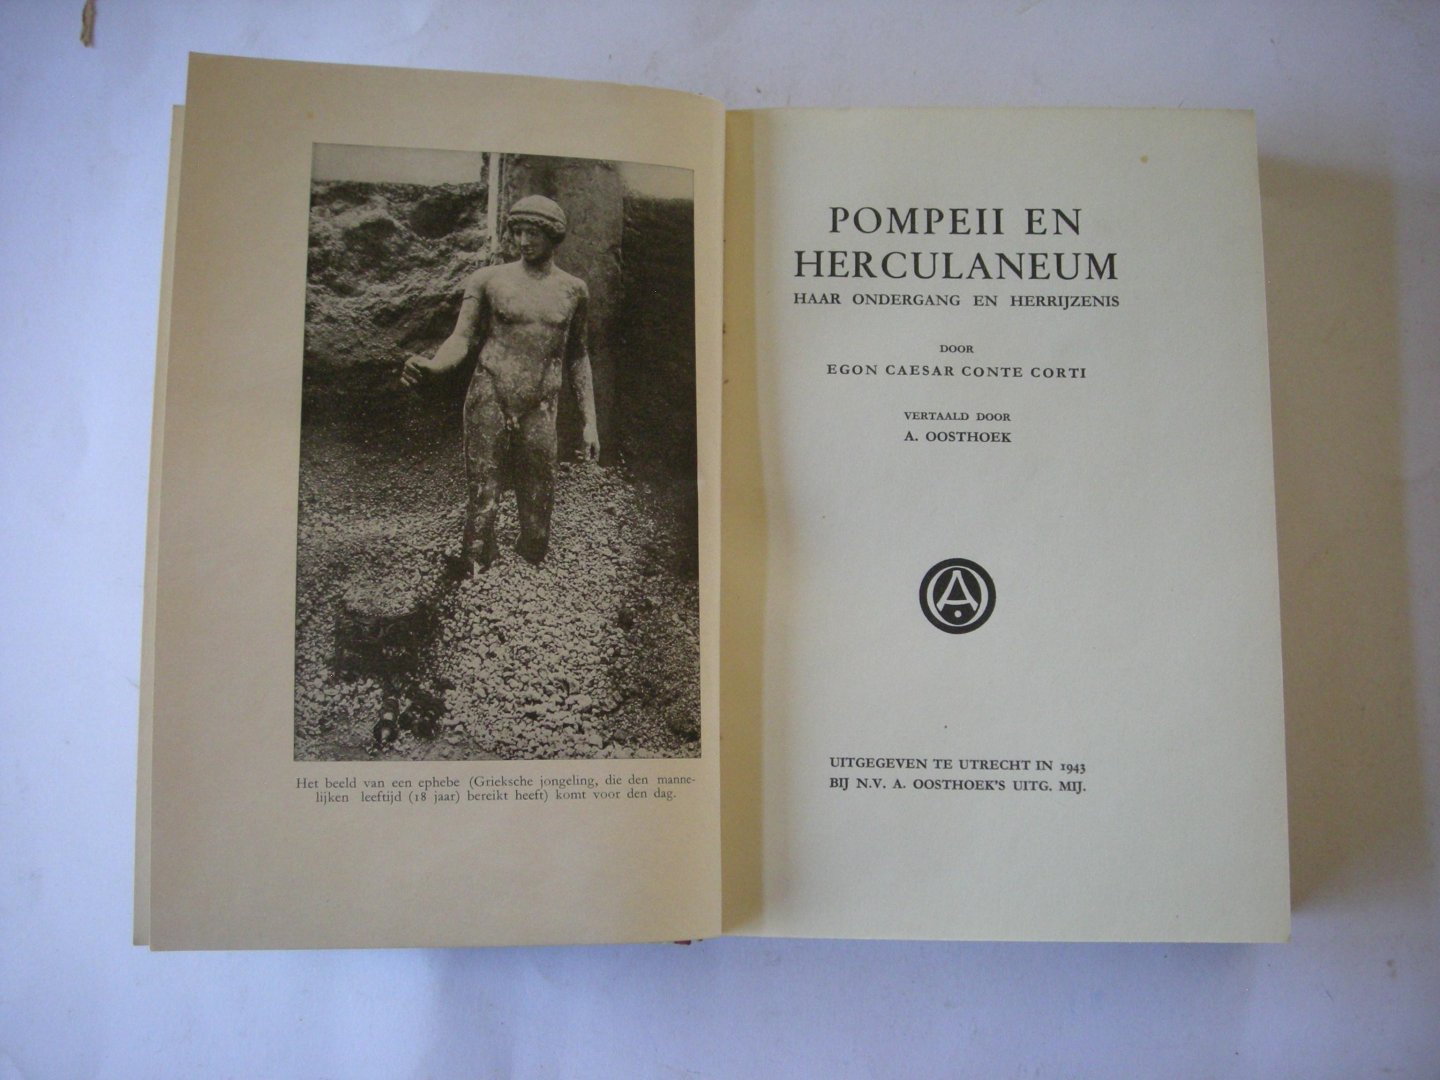 Het beeld van een ephebe (Grieksche jongeling, die den manne-
lijken leeftijd (18 jaar) bereikt heeft) komt voor den dag.
POMPEII EN
HERCULANEUM
HAAR ONDERGANG EN HERRIJZENIS
DOOR
EGON CAESAR CONTE CORTI
VERTAALD DOOR
A. OOSTHOEK
A
UITGEGEVEN TE UTRECHT IN 1943
BIJ N.V. A. OOSTHOEK'S UITG. MIJ.